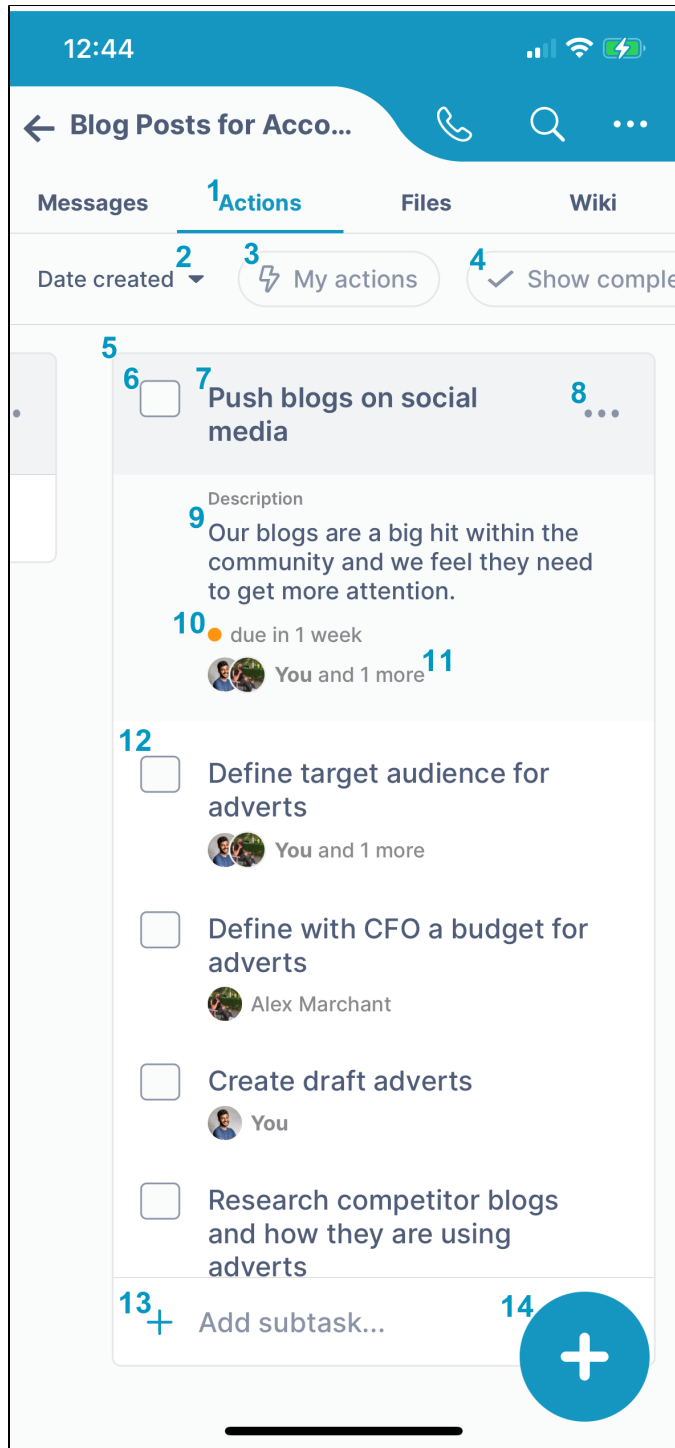 12:44
Blog Posts for Acco...
Messages 1 Actions Files Wiki
Date created 2 3 My actions 4 Show comple
5
6 7 Push blogs on social 8
media
Description
9 Our blogs are a big hit within the
community and we feel they need
to get more attention.
10 due in 1 week
You and 1 more 11
12
Define target audience for
adverts
You and 1 more
Define with CFO a budget for
adverts
Alex Marchant
Create draft adverts
You
Research competitor blogs
and how they are using
adverts
13 + Add subtask... 14
+